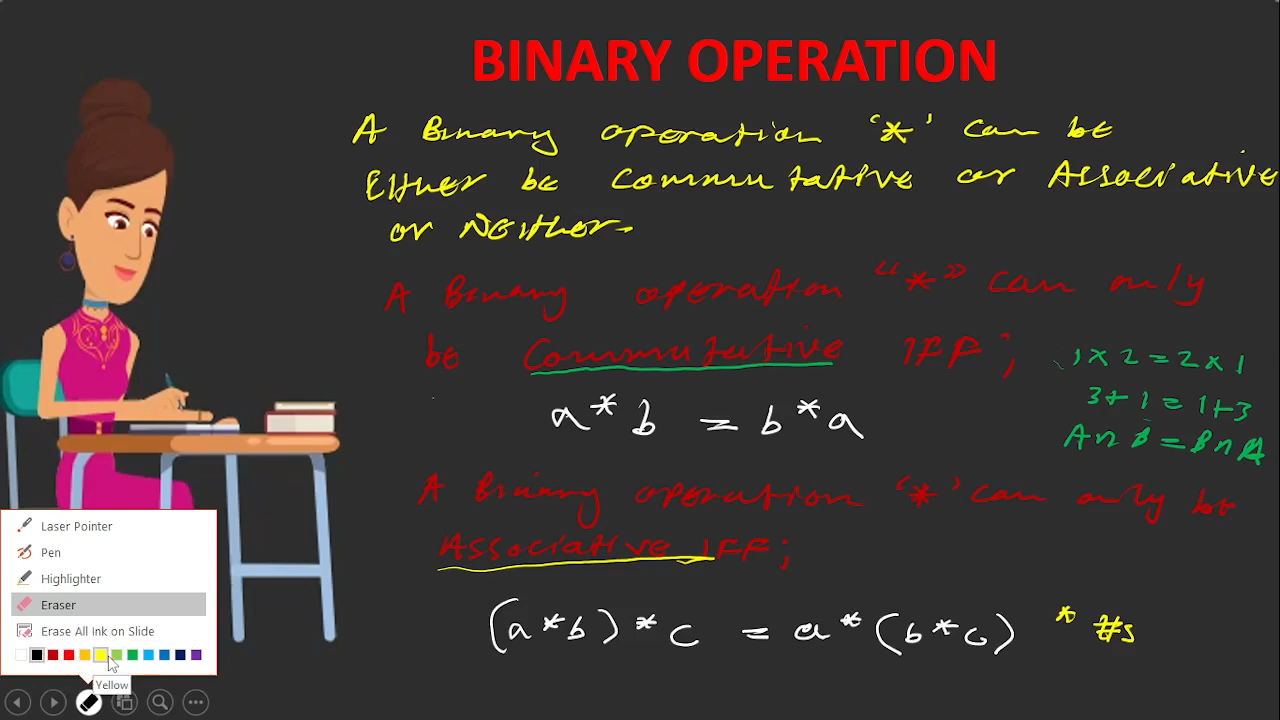 BINARY OPERATION
A Binary operation '*' can be
Either be commutative or Associative
or Neither.
A Binary operation "*" can only
be Commutative IFF;
1 x 2 = 2 x 1
3 + 1 = 1 + 3
A n B = B n A
a * b = b * a
A Binary operation '*' can only be
Associative IFF;
(a * b) * c = a * (b * c) * #s
Laser Pointer
Pen
Highlighter
Eraser
Erase All Ink on Slide
Yellow